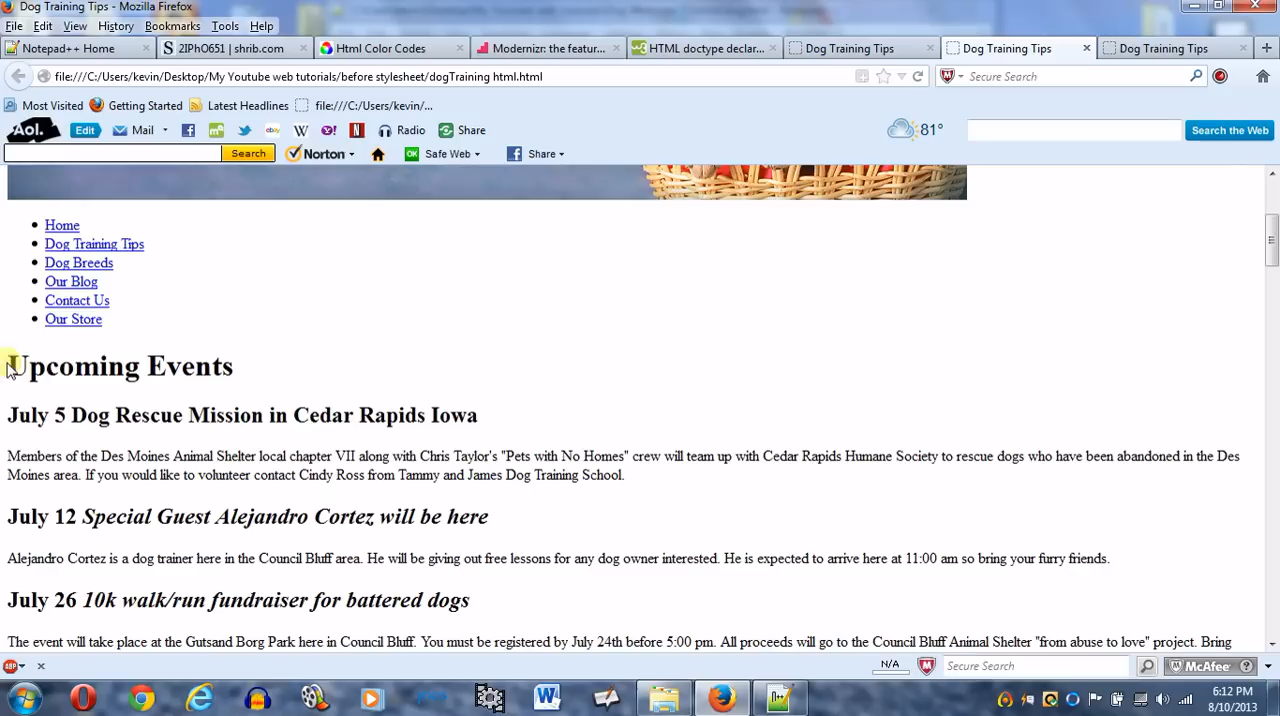 Dog Training Tips - Mozilla Firefox
File Edit View History Bookmarks Tools Help
Notepad++ Home
2IPhO651 | shrib.com
Html Color Codes
Modernizr: the featur...
HTML doctype declar...
Dog Training Tips
Dog Training Tips
Dog Training Tips
file:///C:/Users/kevin/Desktop/My Youtube web tutorials/before stylesheet/dogTraining html.html
Secure Search
Most Visited Getting Started Latest Headlines file:///C:/Users/kevin/...
Aol. Edit Mail Radio Share 81° Search the Web
Search Norton Safe Web Share
Home
Dog Training Tips
Dog Breeds
Our Blog
Contact Us
Our Store
Upcoming Events
July 5 Dog Rescue Mission in Cedar Rapids Iowa
Members of the Des Moines Animal Shelter local chapter VII along with Chris Taylor's "Pets with No Homes" crew will team up with Cedar Rapids Humane Society to rescue dogs who have been abandoned in the Des
Moines area. If you would like to volunteer contact Cindy Ross from Tammy and James Dog Training School.
July 12 Special Guest Alejandro Cortez will be here
Alejandro Cortez is a dog trainer here in the Council Bluff area. He will be giving out free lessons for any dog owner interested. He is expected to arrive here at 11:00 am so bring your furry friends.
July 26 10k walk/run fundraiser for battered dogs
The event will take place at the Gutsand Borg Park here in Council Bluff. You must be registered by July 24th before 5:00 pm. All proceeds will go to the Council Bluff Animal Shelter "from abuse to love" project. Bring
N/A Secure Search McAfee
6:12 PM
8/10/2013